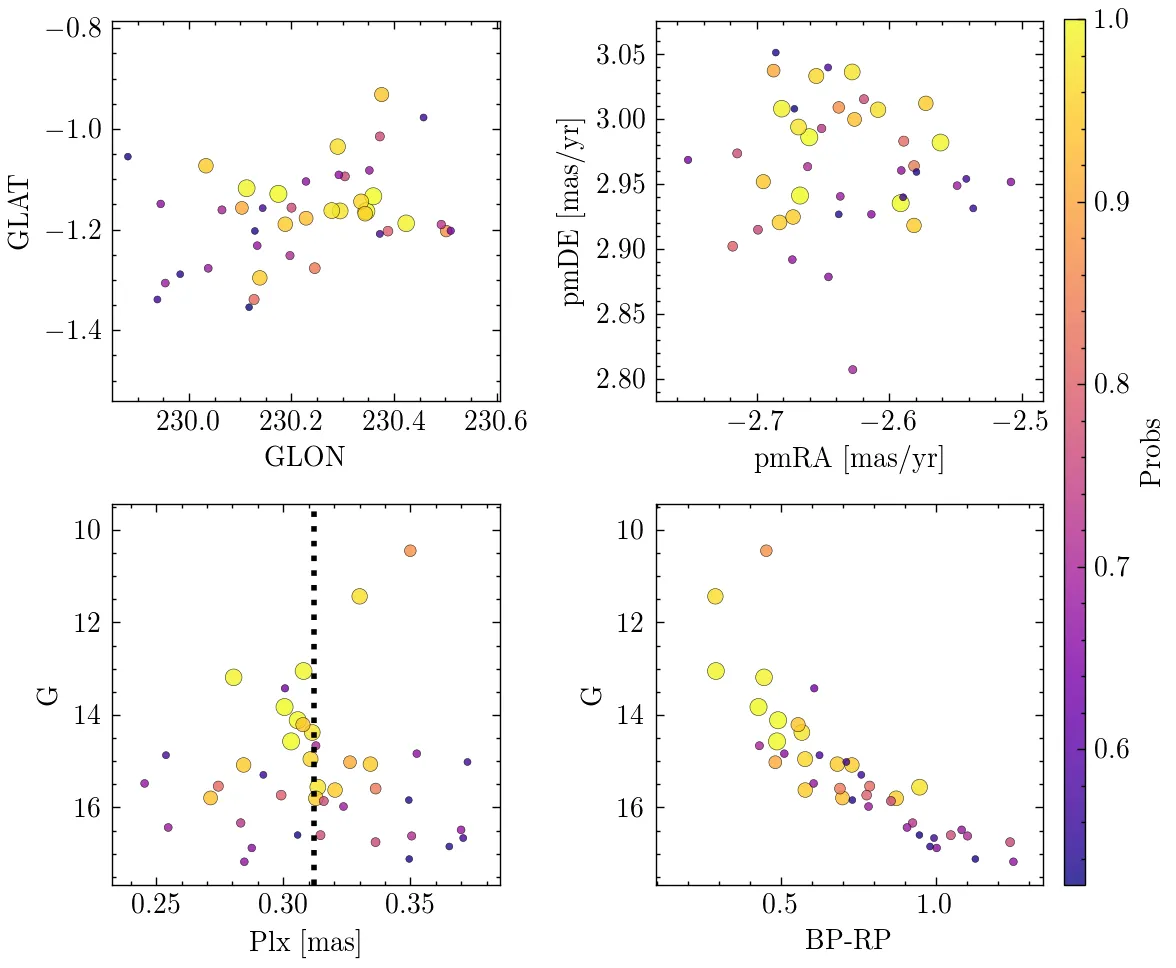 −0.8
−1.0
−1.2
−1.4
GLAT
230.0 230.2 230.4 230.6
GLON
3.05
3.00
2.95
2.90
2.85
2.80
pmDE [mas/yr]
−2.7 −2.6 −2.5
pmRA [mas/yr]
10
12
14
16
G
0.25 0.30 0.35
Plx [mas]
10
12
14
16
G
0.5 1.0
BP-RP
1.0
0.9
0.8
0.7
0.6
Probs